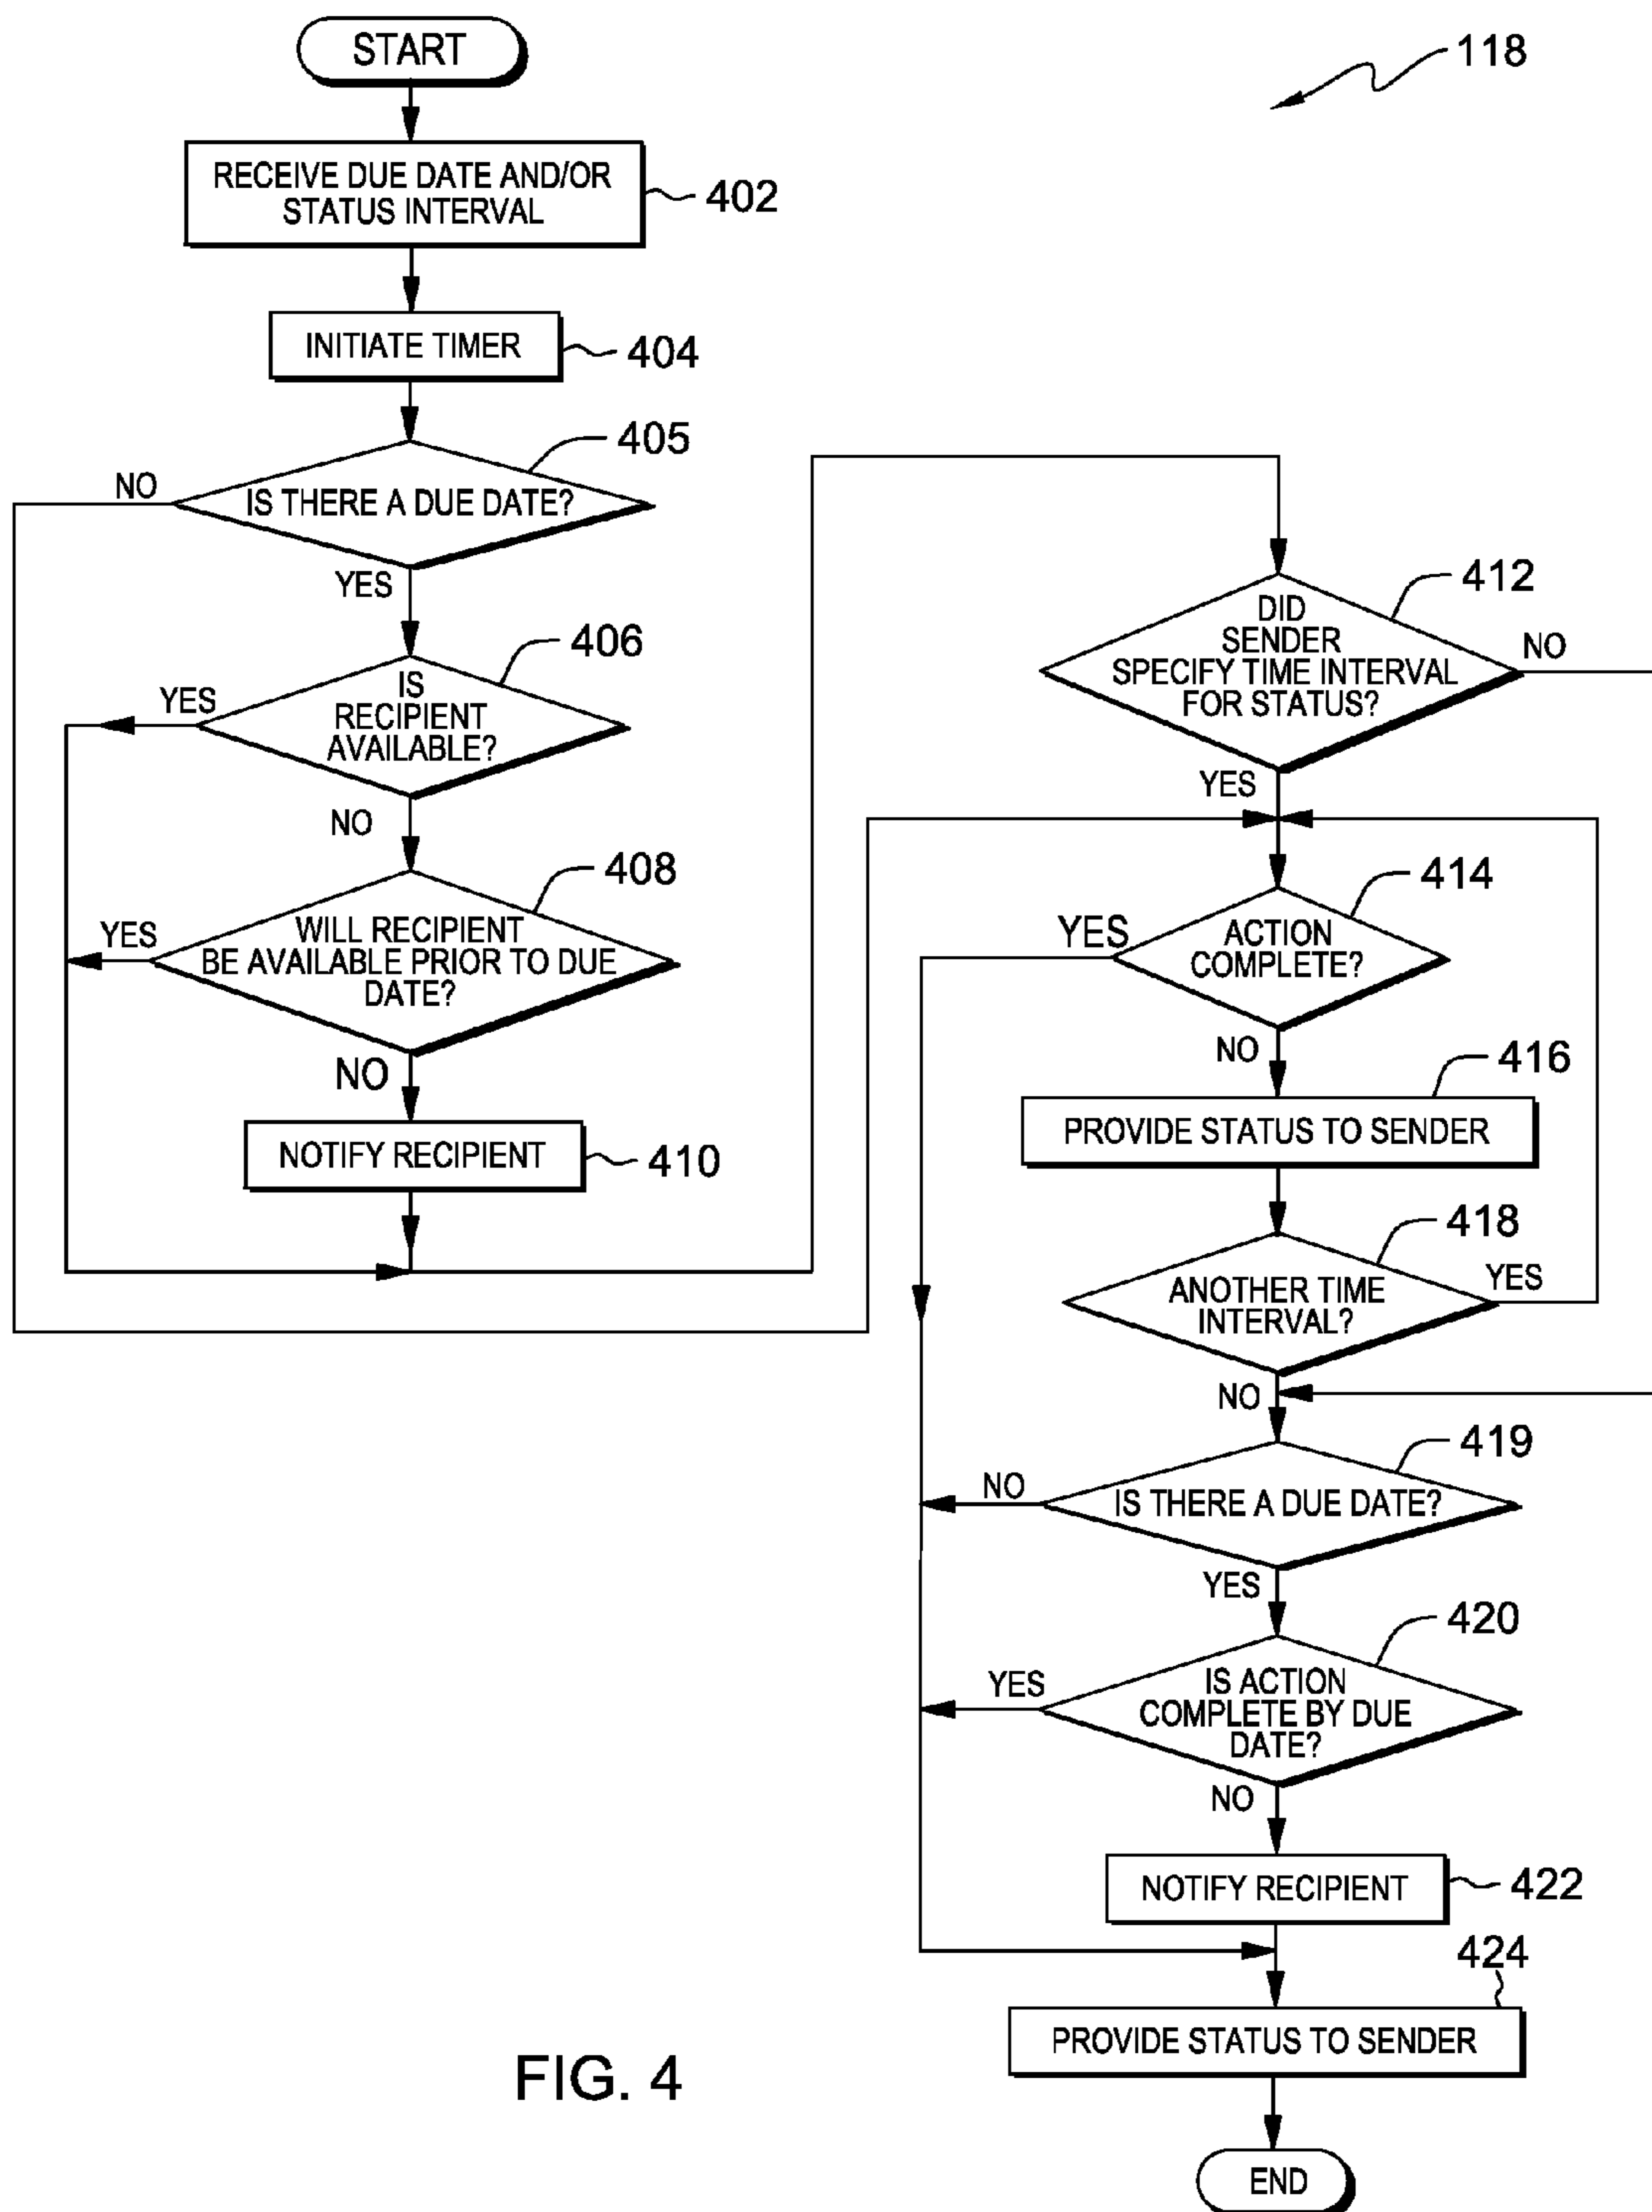 START
118
RECEIVE DUE DATE AND/OR
STATUS INTERVAL
402
INITIATE TIMER
404
405
NO
IS THERE A DUE DATE?
YES
406
YES
IS
RECIPIENT
AVAILABLE?
NO
408
YES
WILL RECIPIENT
BE AVAILABLE PRIOR TO DUE
DATE?
NO
NOTIFY RECIPIENT
410
412
DID
SENDER
SPECIFY TIME INTERVAL
FOR STATUS?
NO
YES
414
YES
ACTION
COMPLETE?
NO
416
PROVIDE STATUS TO SENDER
418
ANOTHER TIME
INTERVAL?
YES
NO
419
NO
IS THERE A DUE DATE?
YES
420
YES
IS ACTION
COMPLETE BY DUE
DATE?
NO
NOTIFY RECIPIENT
422
424
PROVIDE STATUS TO SENDER
END
FIG. 4